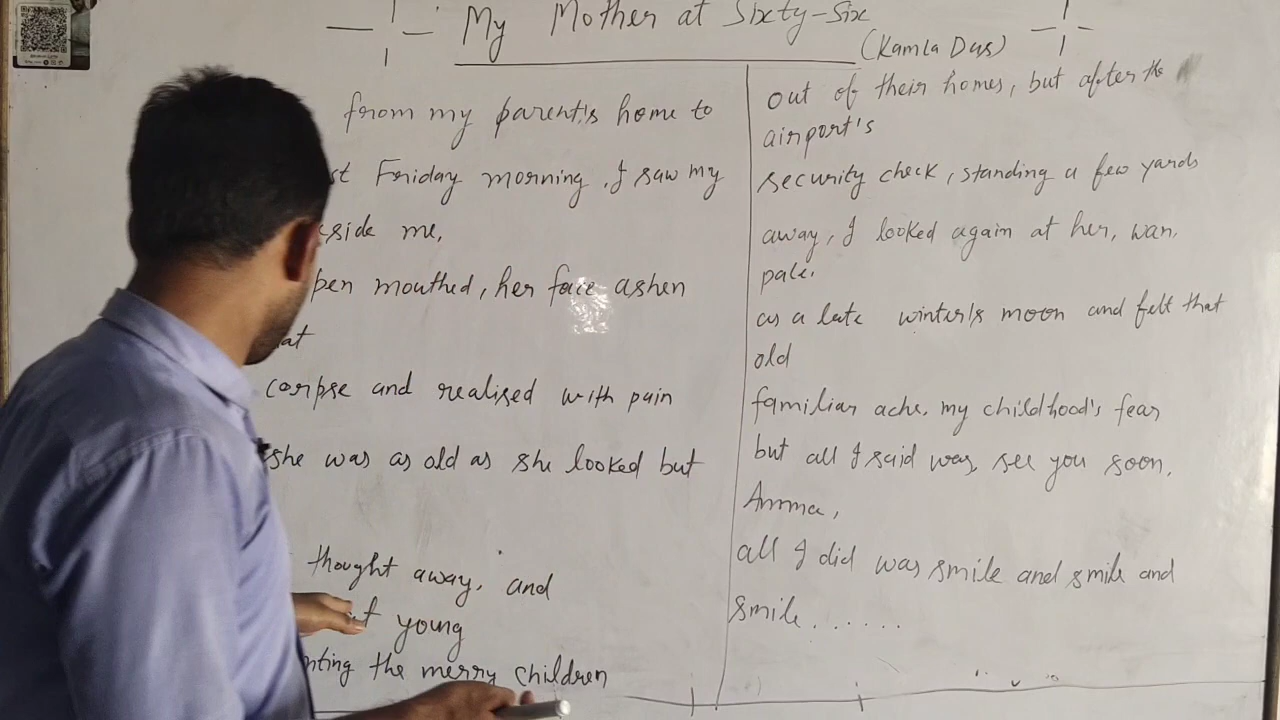 My Mother at Sixty-Six
(Kamla Das)
from my parent's home to
st Friday morning, I saw my
side me,
pen mouthed, her face ashen
at
corpse and realised with pain
she was as old as she looked but
thought away, and
t young
nting the merry children
out of their homes, but after the
airport's
security check, standing a few yards
away, I looked again at her, wan,
pale.
as a late winter's moon and felt that
old
familiar ache, my childhood's fear
but all I said was, see you soon,
Amma,
all I did was smile and smile and
smile......